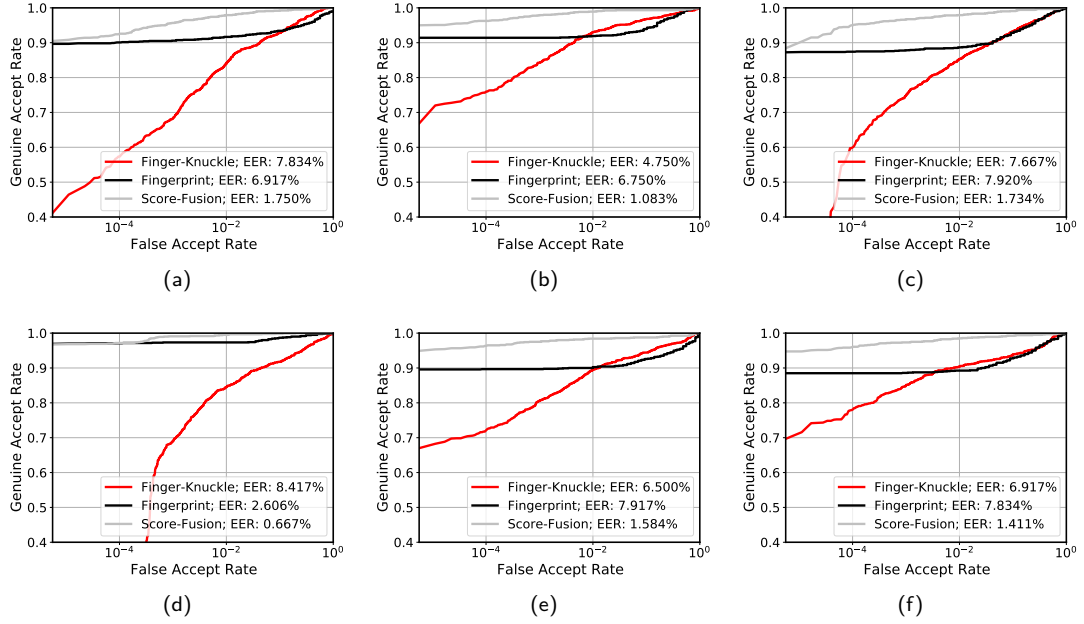 1.0
0.9
0.8
0.7
0.6
0.5
0.4
Genuine Accept Rate
Finger-Knuckle; EER: 7.834%
Fingerprint; EER: 6.917%
Score-Fusion; EER: 1.750%
10⁻⁴
10⁻²
10⁰
False Accept Rate
(a)
1.0
0.9
0.8
0.7
0.6
0.5
0.4
Genuine Accept Rate
Finger-Knuckle; EER: 4.750%
Fingerprint; EER: 6.750%
Score-Fusion; EER: 1.083%
10⁻⁴
10⁻²
10⁰
False Accept Rate
(b)
1.0
0.9
0.8
0.7
0.6
0.5
0.4
Genuine Accept Rate
Finger-Knuckle; EER: 7.667%
Fingerprint; EER: 7.920%
Score-Fusion; EER: 1.734%
10⁻⁴
10⁻²
10⁰
False Accept Rate
(c)
1.0
0.9
0.8
0.7
0.6
0.5
0.4
Genuine Accept Rate
Finger-Knuckle; EER: 8.417%
Fingerprint; EER: 2.606%
Score-Fusion; EER: 0.667%
10⁻⁴
10⁻²
10⁰
False Accept Rate
(d)
1.0
0.9
0.8
0.7
0.6
0.5
0.4
Genuine Accept Rate
Finger-Knuckle; EER: 6.500%
Fingerprint; EER: 7.917%
Score-Fusion; EER: 1.584%
10⁻⁴
10⁻²
10⁰
False Accept Rate
(e)
1.0
0.9
0.8
0.7
0.6
0.5
0.4
Genuine Accept Rate
Finger-Knuckle; EER: 6.917%
Fingerprint; EER: 7.834%
Score-Fusion; EER: 1.411%
10⁻⁴
10⁻²
10⁰
False Accept Rate
(f)